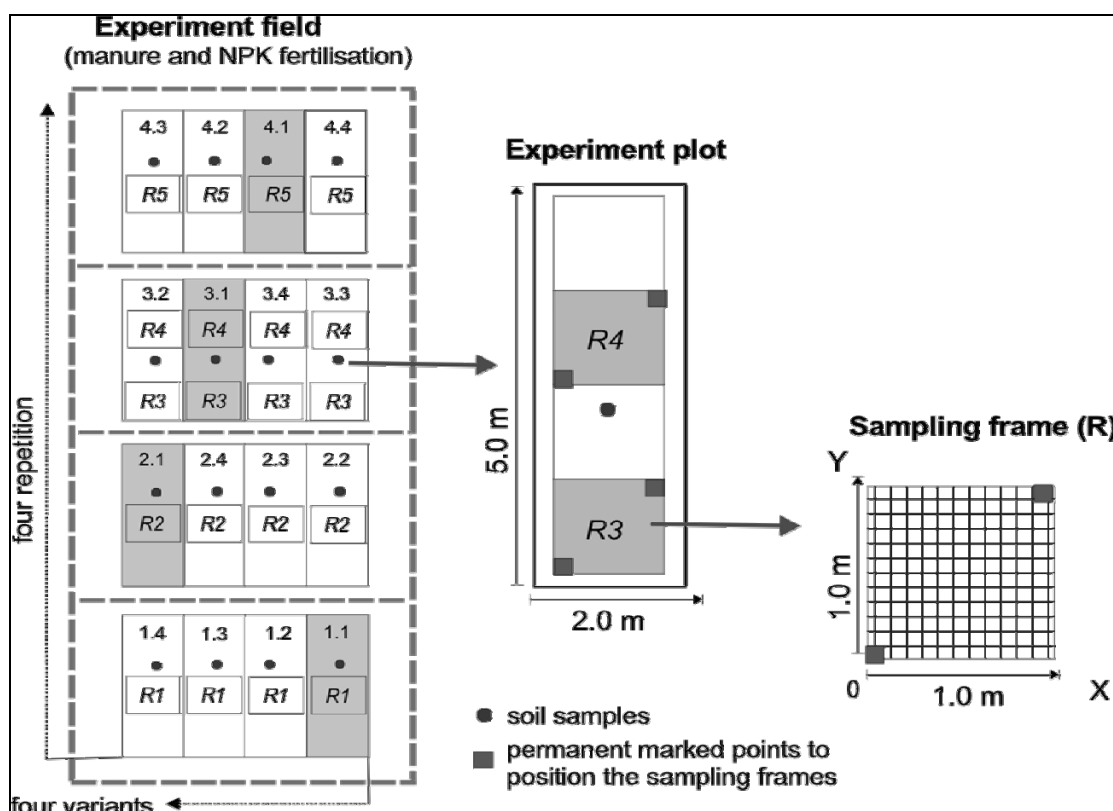 Experiment field
(manure and NPK fertilisation)
4.3 4.2 4.1 4.4
R5 R5 R5 R5
3.2 3.1 3.4 3.3
R4 R4 R4 R4
R3 R3 R3 R3
2.1 2.4 2.3 2.2
R2 R2 R2 R2
1.4 1.3 1.2 1.1
R1 R1 R1 R1
four repetition
four variants
Experiment plot
R4
R3
5.0 m
2.0 m
Sampling frame (R)
Y
1.0 m
0
1.0 m
X
soil samples
permanent marked points to
position the sampling frames